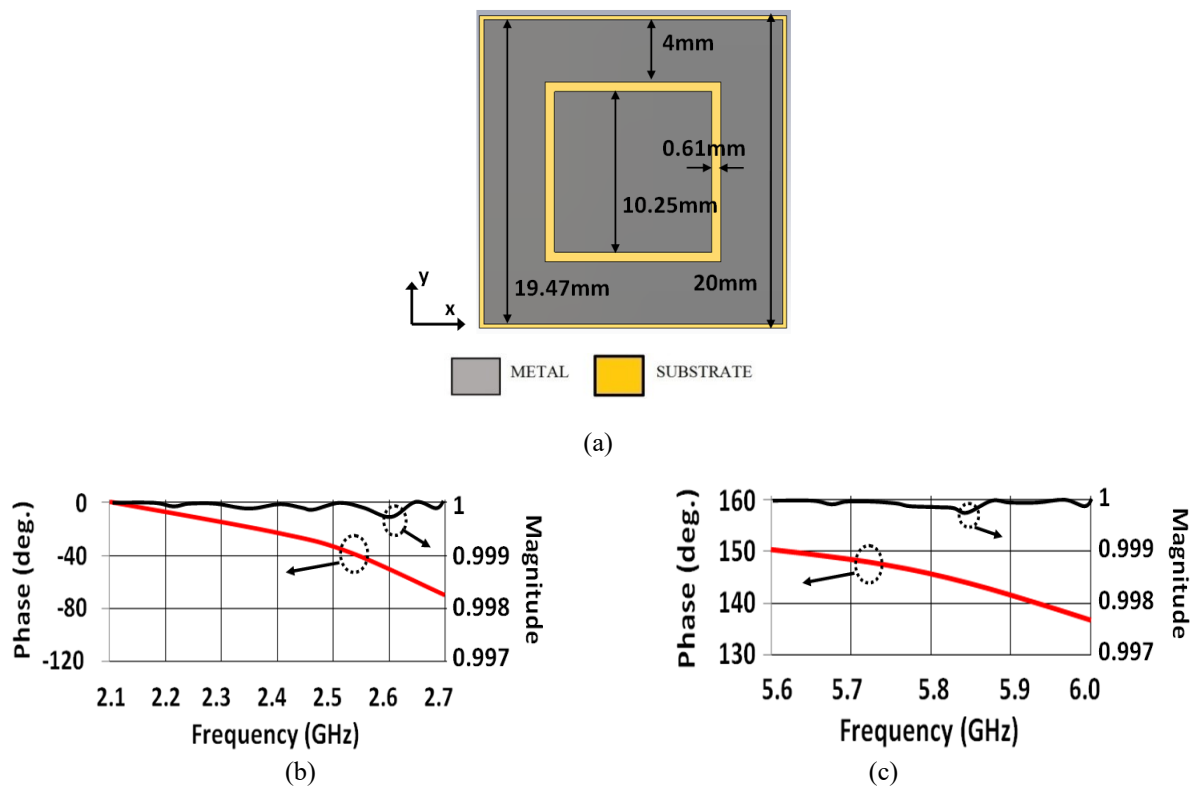 4mm
0.61mm
10.25mm
19.47mm
20mm
y
x
METAL
SUBSTRATE
(a)
Phase (deg.)
0
-40
-80
-120
1
0.999
0.998
0.997
Magnitude
2.1 2.2 2.3 2.4 2.5 2.6 2.7
Frequency (GHz)
(b)
Phase (deg.)
160
150
140
130
1
0.999
0.998
0.997
Magnitude
5.6 5.7 5.8 5.9 6.0
Frequency (GHz)
(c)